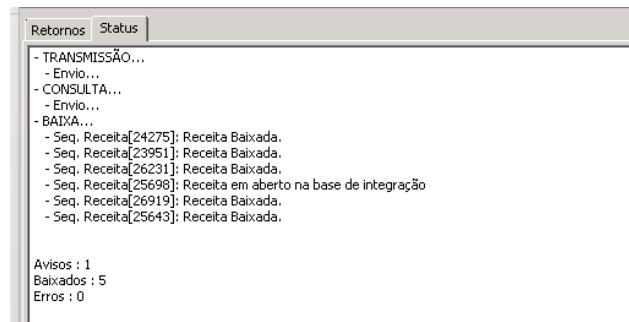 Retornos Status
- TRANSMISSÃO...
- Envio...
- CONSULTA...
- Envio...
- BAIXA...
- Seq. Receita[24275]: Receita Baixada.
- Seq. Receita[23951]: Receita Baixada.
- Seq. Receita[26231]: Receita Baixada.
- Seq. Receita[25698]: Receita em aberto na base de integração
- Seq. Receita[26919]: Receita Baixada.
- Seq. Receita[25643]: Receita Baixada.
Avisos : 1
Baixados : 5
Erros : 0